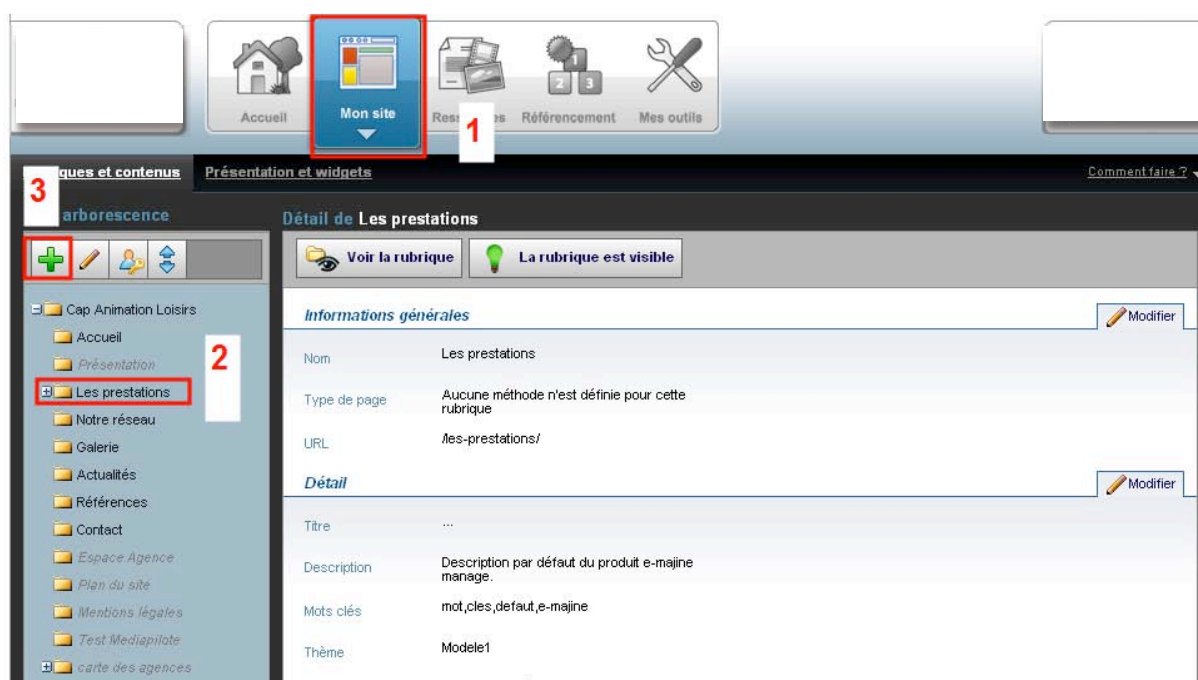 Accueil
Mon site
Référencement
Mes outils
1
3
ques et contenus
Présentation et widgets
Comment faire ?
arborescence
Détail de Les prestations
Voir la rubrique
La rubrique est visible
Cap Animation Loisirs
Accueil
Présentation
2
Les prestations
Notre réseau
Galerie
Actualités
Références
Contact
Espace Agence
Plan du site
Mentions légales
Test Mediapilote
carte des agences
Informations générales
Modifier
Nom
Les prestations
Type de page
Aucune méthode n'est définie pour cette
rubrique
URL
/les-prestations/
Détail
Modifier
Titre
...
Description
Description par défaut du produit e-majine
manage.
Mots clés
mot,cles,defaut,e-majine
Thème
Modele1